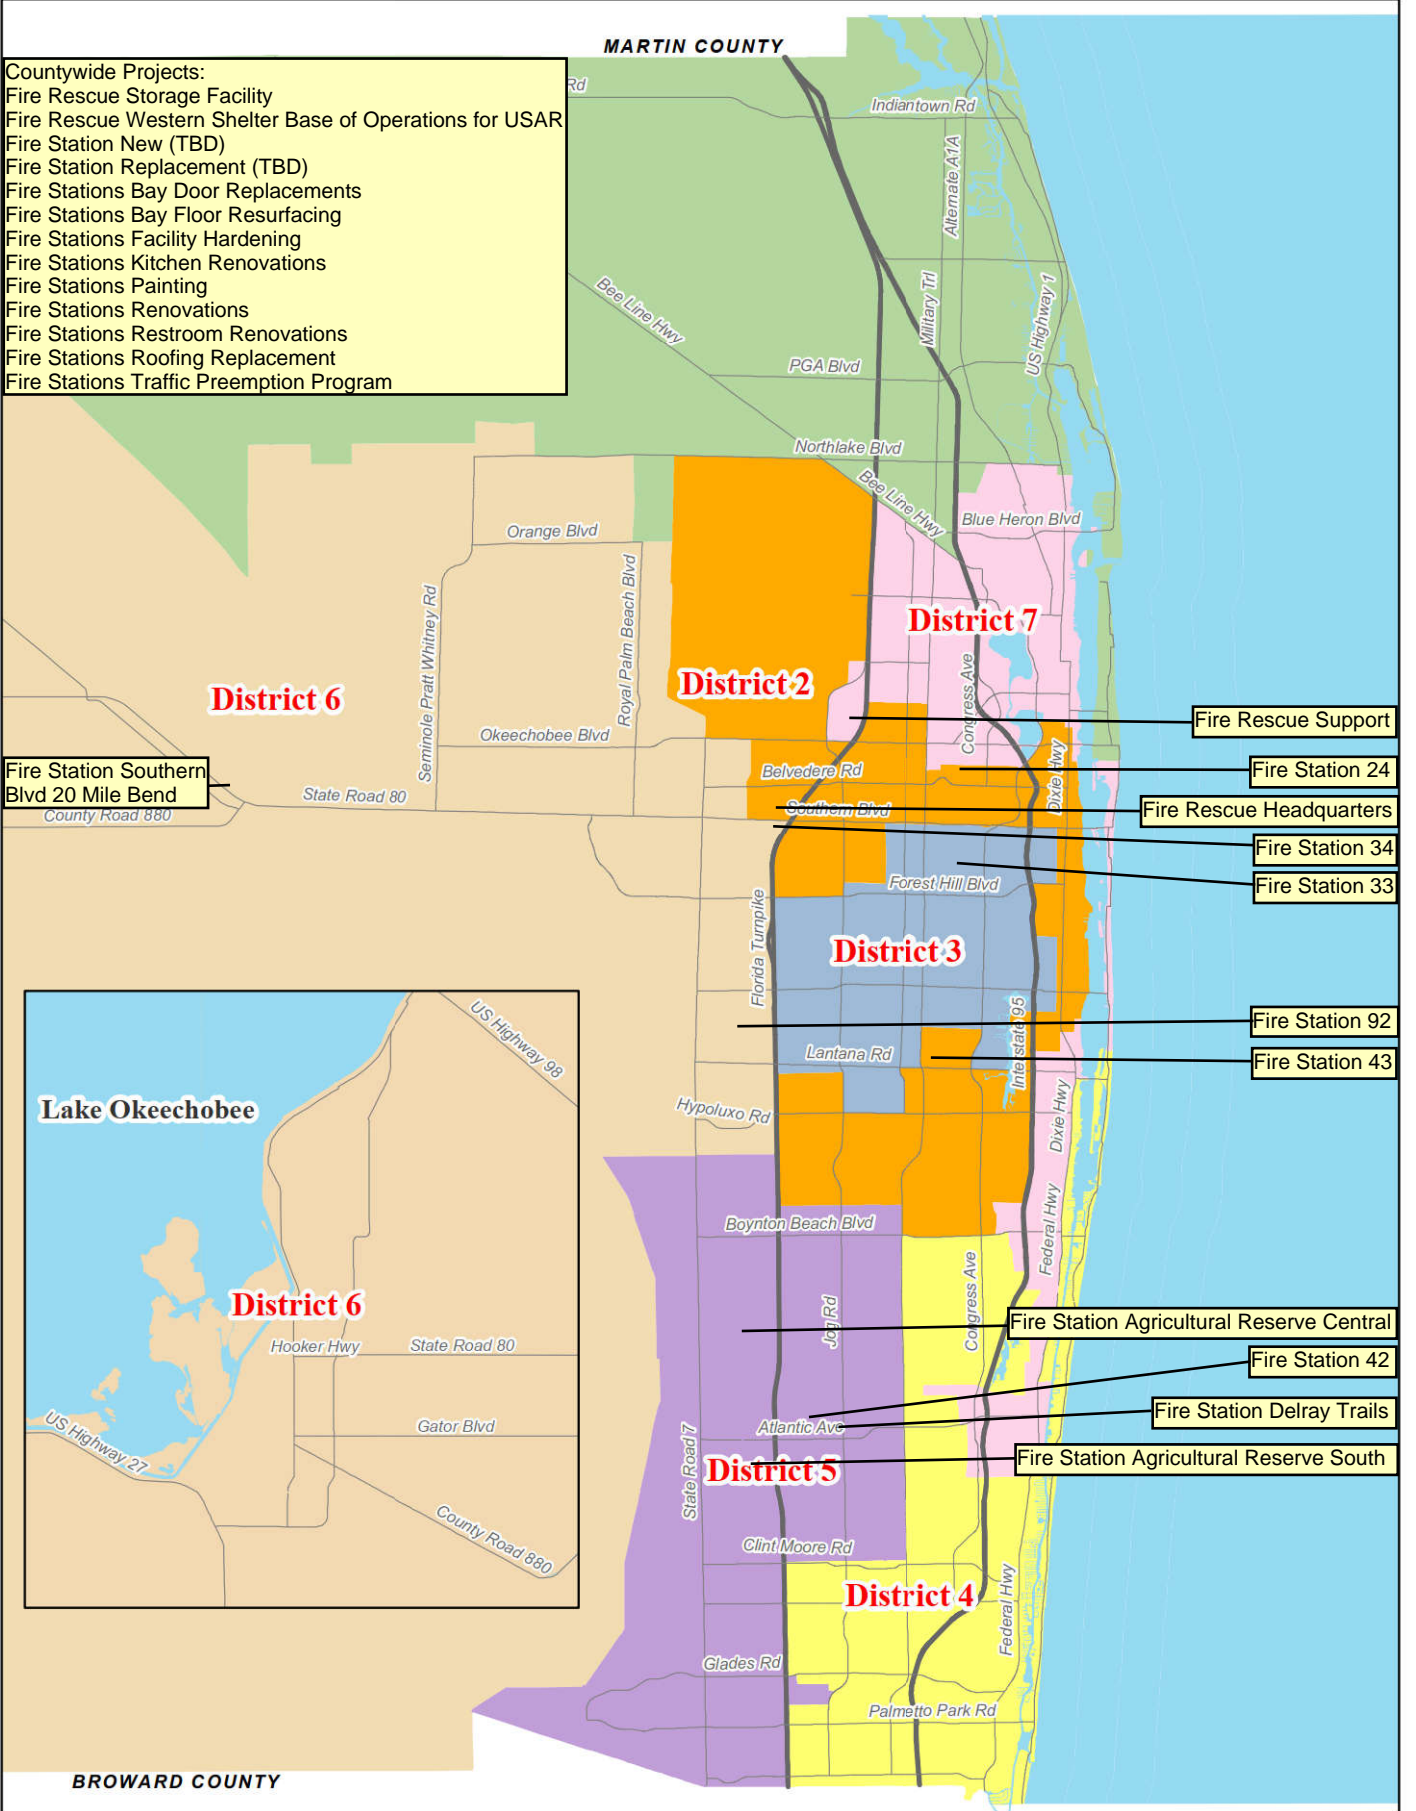 MARTIN COUNTY
Countywide Projects:
Fire Rescue Storage Facility
Fire Rescue Western Shelter Base of Operations for USAR
Fire Station New (TBD)
Fire Station Replacement (TBD)
Fire Stations Bay Door Replacements
Fire Stations Bay Floor Resurfacing
Fire Stations Facility Hardening
Fire Stations Kitchen Renovations
Fire Stations Painting
Fire Stations Renovations
Fire Stations Restroom Renovations
Fire Stations Roofing Replacement
Fire Stations Traffic Preemption Program
Rd
Indiantown Rd
Alternate A1A
Military Trl
US Highway 1
Bee Line Hwy
PGA Blvd
Northlake Blvd
Bee Line Hwy
Blue Heron Blvd
Orange Blvd
Seminole Pratt Whitney Rd
Royal Palm Beach Blvd
District 7
District 2
District 6
Congress Ave
Fire Rescue Support
Okeechobee Blvd
Dixie Hwy
Fire Station Southern
Blvd 20 Mile Bend
Belvedere Rd
Fire Station 24
State Road 80
County Road 880
Southern Blvd
Fire Rescue Headquarters
Fire Station 34
Fire Station 33
Forest Hill Blvd
Florida Turnpike
District 3
Fire Station 92
Interstate 95
Lantana Rd
Fire Station 43
Hypoluxo Rd
Dixie Hwy
US Highway 98
Lake Okeechobee
District 6
Hooker Hwy
State Road 80
Gator Blvd
US Highway 27
County Road 880
Boynton Beach Blvd
Federal Hwy
Congress Ave
Jog Rd
Fire Station Agricultural Reserve Central
Fire Station 42
Fire Station Delray Trails
Atlantic Ave
Fire Station Agricultural Reserve South
State Road 7
District 5
Clint Moore Rd
District 4
Federal Hwy
Glades Rd
Palmetto Park Rd
BROWARD COUNTY